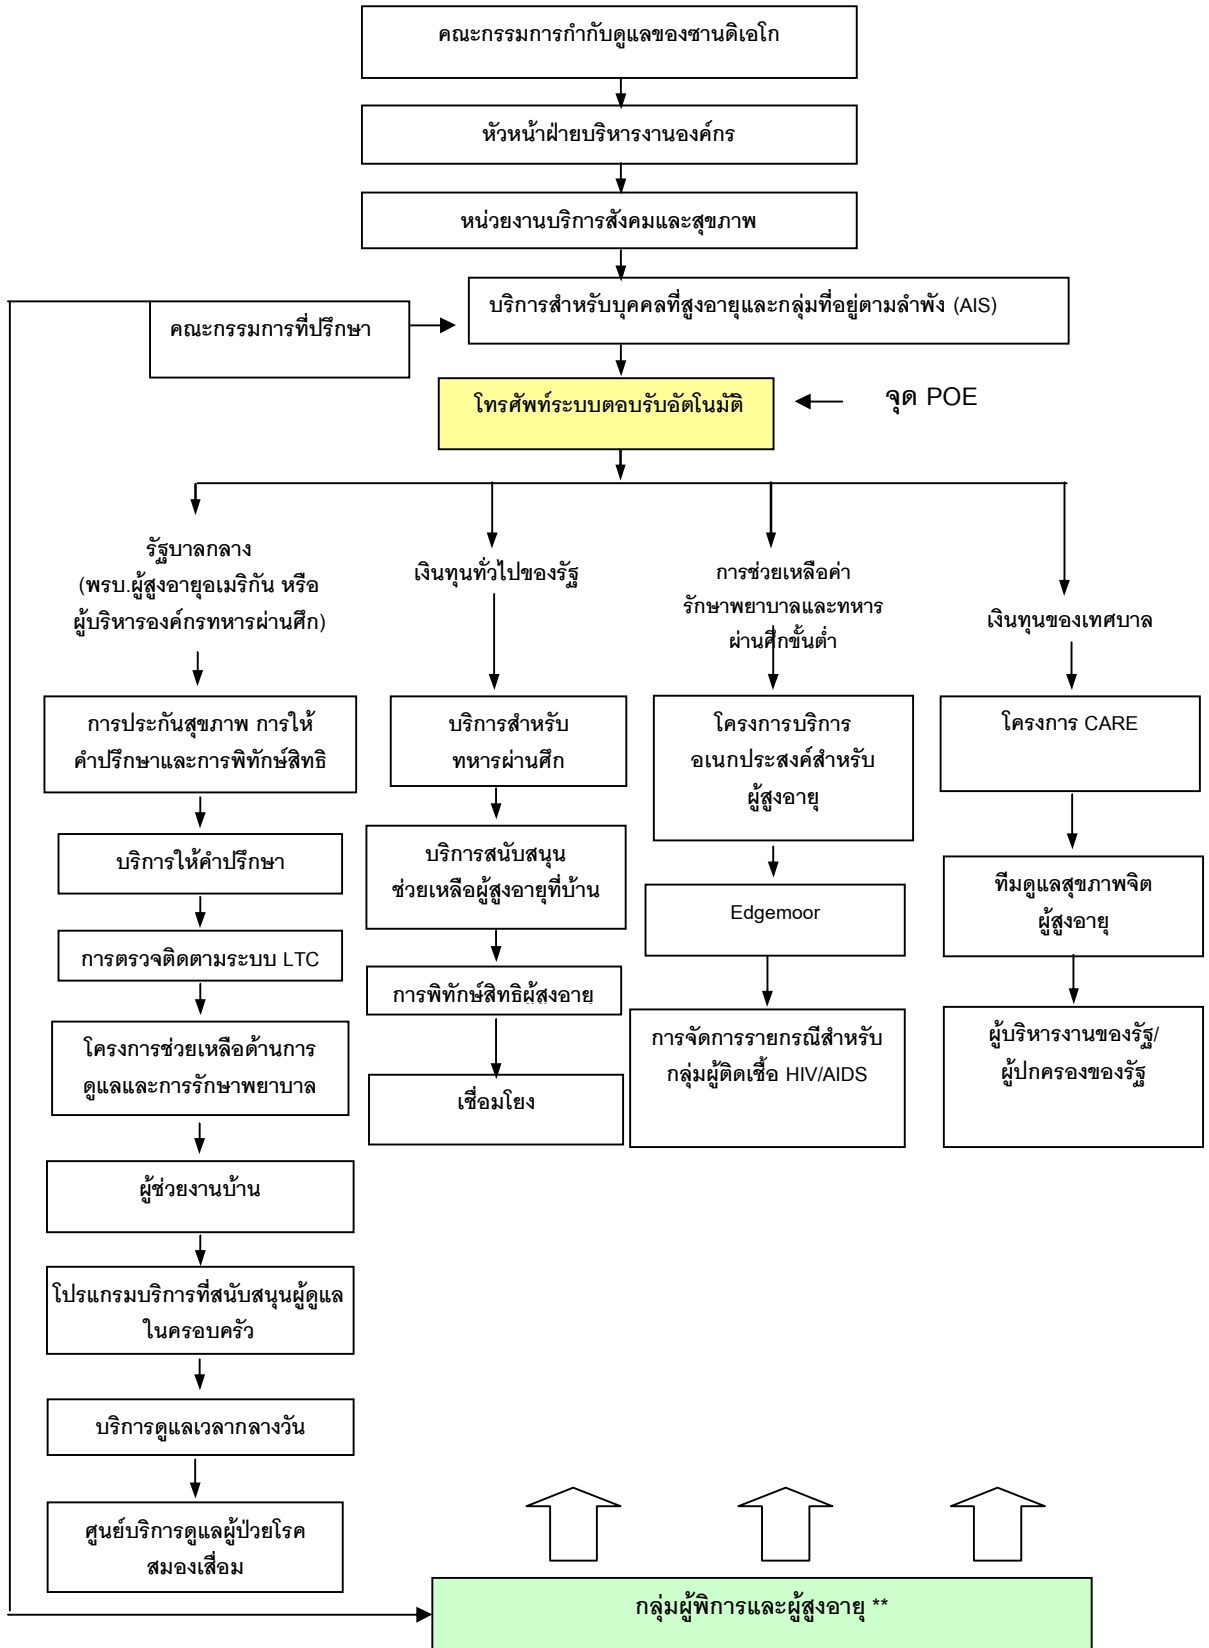 คณะกรรมการกำกับดูแลของซานดิเอโก
หัวหน้าฝ่ายบริหารงานองค์กร
หน่วยงานบริการสังคมและสุขภาพ
บริการสำหรับบุคคลที่สูงอายุและกลุ่มที่อยู่ตามลำพัง (AIS)
คณะกรรมการที่ปรึกษา
โทรศัพท์ระบบตอบรับอัตโนมัติ
จุด POE
รัฐบาลกลาง
(พรบ.ผู้สูงอายุอเมริกัน หรือ
ผู้บริหารองค์กรทหารผ่านศึก)
การประกันสุขภาพ การให้
คำปรึกษาและการพิทักษ์สิทธิ
บริการให้คำปรึกษา
การตรวจติดตามระบบ LTC
โครงการช่วยเหลือด้านการ
ดูแลและการรักษาพยาบาล
ผู้ช่วยงานบ้าน
โปรแกรมบริการที่สนับสนุนผู้ดูแล
ในครอบครัว
บริการดูแลเวลากลางวัน
ศูนย์บริการดูแลผู้ป่วยโรค
สมองเสื่อม
เงินทุนทั่วไปของรัฐ
บริการสำหรับ
ทหารผ่านศึก
บริการสนับสนุน
ช่วยเหลือผู้สูงอายุที่บ้าน
การพิทักษ์สิทธิผู้สูงอายุ
เชื่อมโยง
การช่วยเหลือค่า
รักษาพยาบาลและทหาร
ผ่านศึกขั้นต่ำ
โครงการบริการ
อเนกประสงค์สำหรับ
ผู้สูงอายุ
Edgemoor
การจัดการรายกรณีสำหรับ
กลุ่มผู้ติดเชื้อ HIV/AIDS
เงินทุนของเทศบาล
โครงการ CARE
ทีมดูแลสุขภาพจิต
ผู้สูงอายุ
ผู้บริหารงานของรัฐ/
ผู้ปกครองของรัฐ
กลุ่มผู้พิการและผู้สูงอายุ **